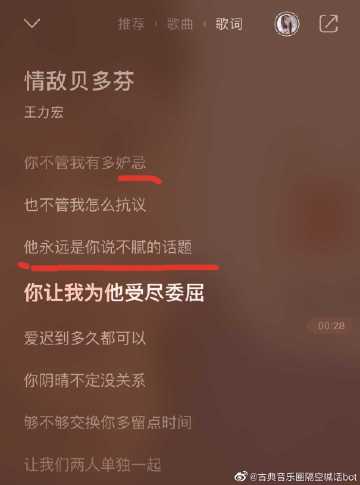 推荐 · 歌曲 · 歌词
情敌贝多芬
王力宏
你不管我有多妒忌
也不管我怎么抗议
他永远是你说不腻的话题
你让我为他受尽委屈
00:28
爱迟到多久都可以
你阴晴不定没关系
够不够交换你多留点时间
让我们两人单独一起
@古典音乐圈隔空喊话bot